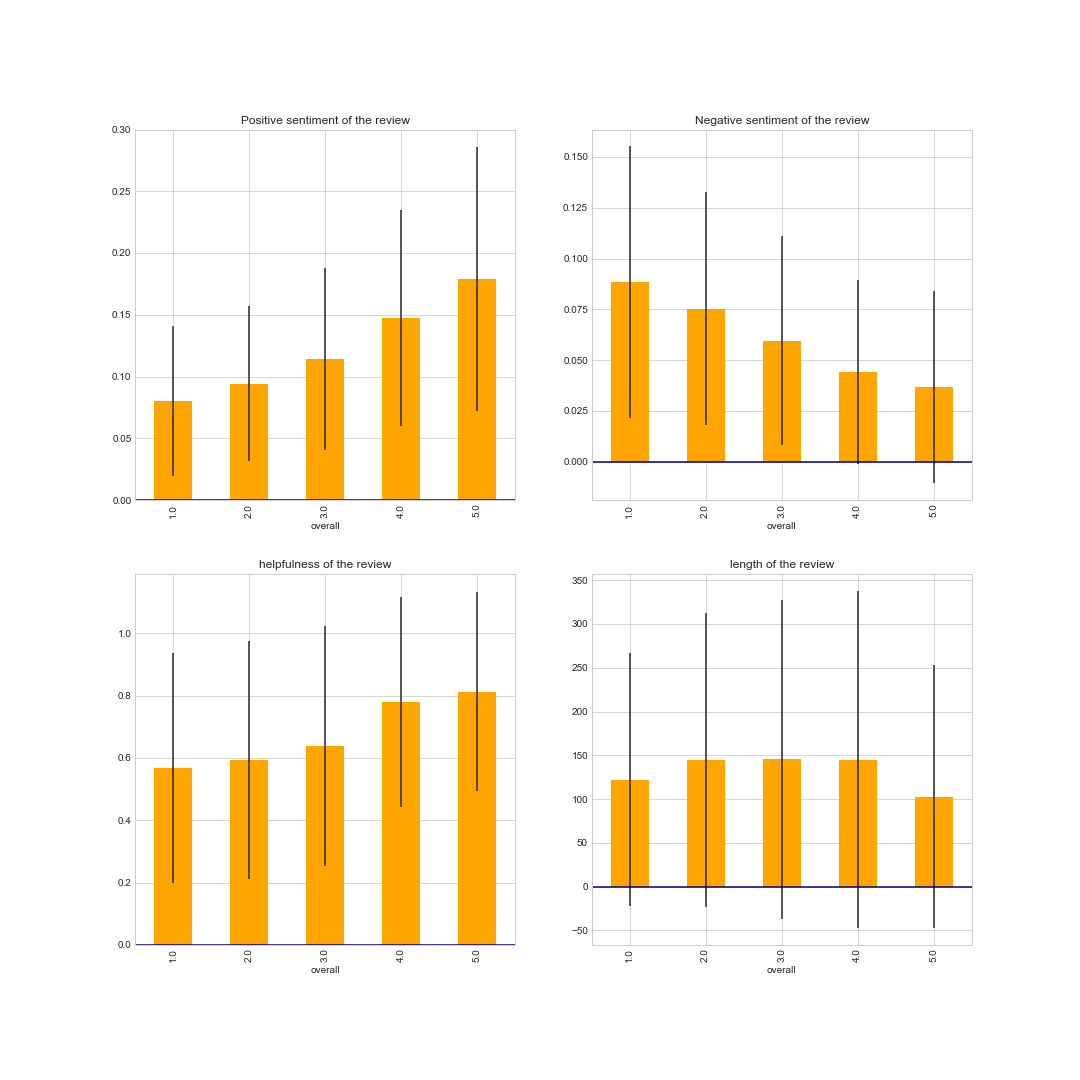 Positive sentiment of the review
0.30
0.25
0.20
0.15
0.10
0.05
0.00
1.0 2.0 3.0 4.0 5.0
overall
Negative sentiment of the review
0.150
0.125
0.100
0.075
0.050
0.025
0.000
1.0 2.0 3.0 4.0 5.0
overall
helpfulness of the review
1.0
0.8
0.6
0.4
0.2
0.0
1.0 2.0 3.0 4.0 5.0
overall
length of the review
350
300
250
200
150
100
50
0
−50
1.0 2.0 3.0 4.0 5.0
overall